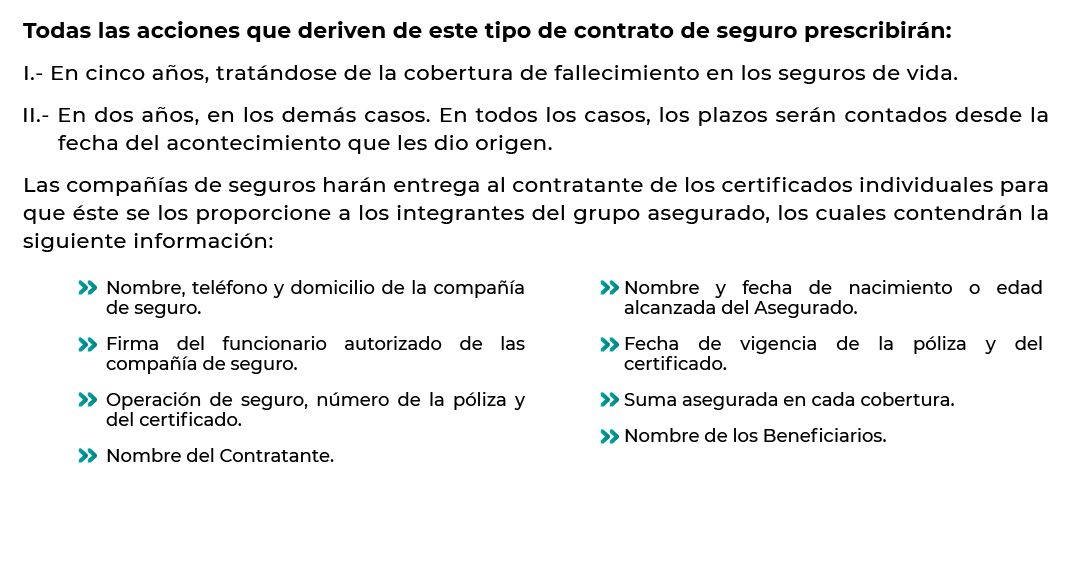 Todas las acciones que deriven de este tipo de contrato de seguro prescribirán:
I.- En cinco años, tratándose de la cobertura de fallecimiento en los seguros de vida.
II.- En dos años, en los demás casos. En todos los casos, los plazos serán contados desde la
fecha del acontecimiento que les dio origen.
Las compañías de seguros harán entrega al contratante de los certificados individuales para
que éste se los proporcione a los integrantes del grupo asegurado, los cuales contendrán la
siguiente información:
Nombre, teléfono y domicilio de la compañía
de seguro.
Firma del funcionario autorizado de las
compañía de seguro.
Operación de seguro, número de la póliza y
del certificado.
Nombre del Contratante.
Nombre y fecha de nacimiento o edad
alcanzada del Asegurado.
Fecha de vigencia de la póliza y del
certificado.
Suma asegurada en cada cobertura.
Nombre de los Beneficiarios.